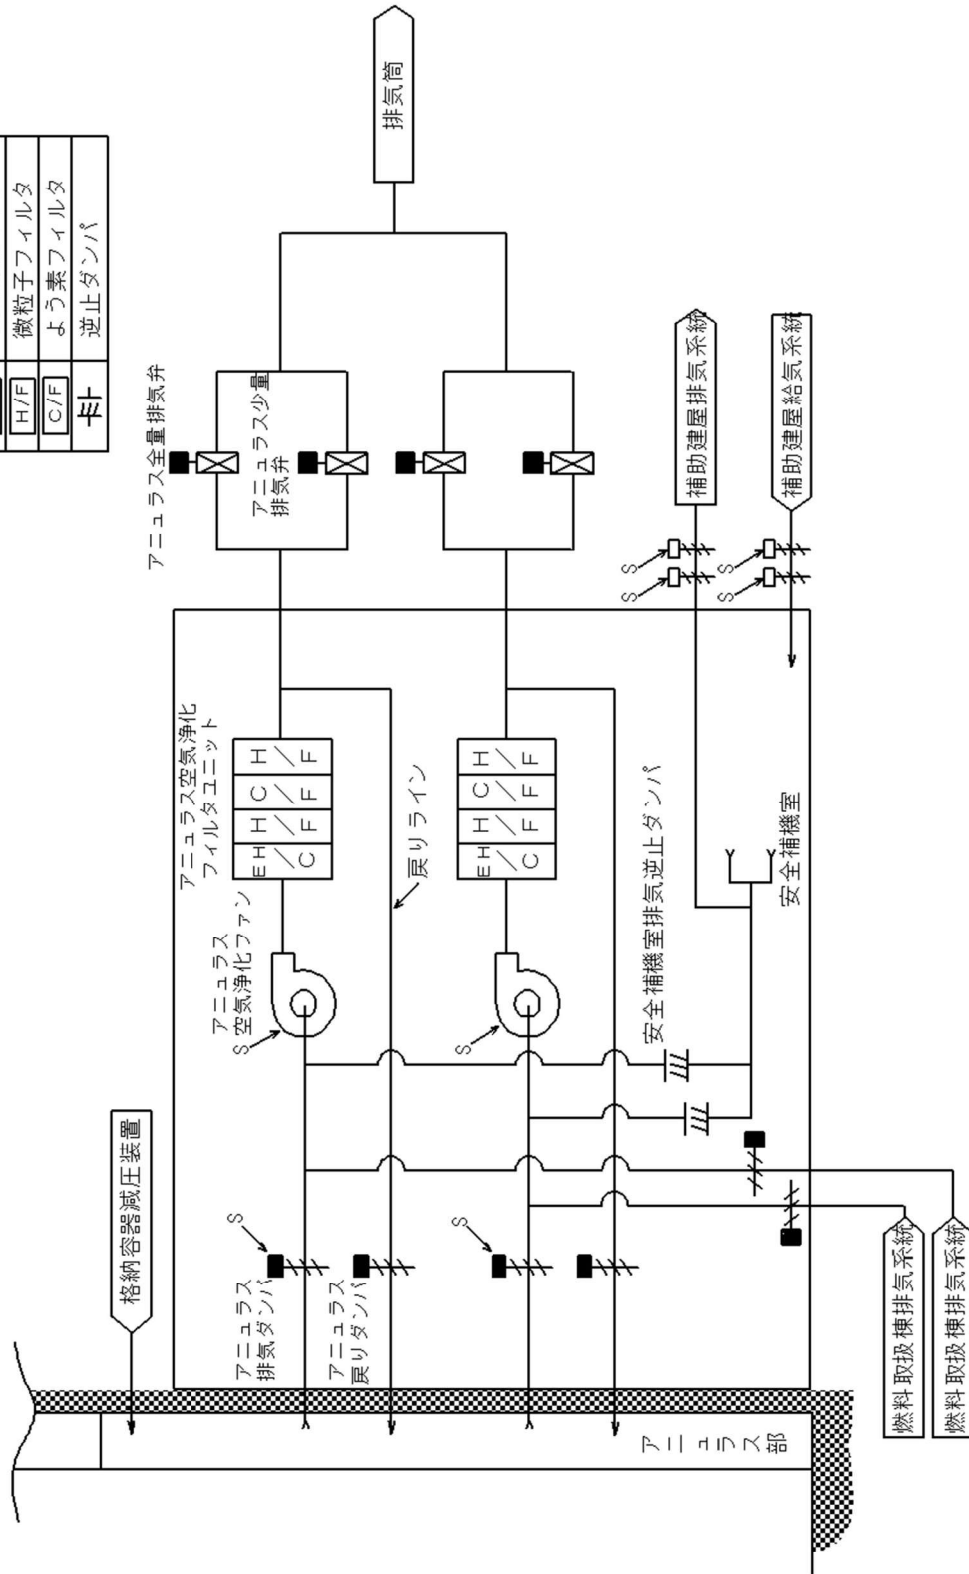 微粒子フィルタ
よう素フィルタ
逆止ダンパ
H/F
C/F
排気筒
アニュラス全量排気弁
アニュラス少量
排気弁
補助建屋排気系統
補助建屋給気系統
S
S
S
S
アニュラス空気浄化
フィルタユニット
EH/C
H/F
C/F
H/F
EH/C
H/F
C/F
H/F
戻りライン
アニュラス
空気浄化ファン
S
S
安全補機室排気逆止ダンパ
安全補機室
格納容器減圧装置
S
S
アニュラス
排気ダンパ
アニュラス
戻りダンパ
アニュラス部
燃料取扱棟排気系統
燃料取扱棟排気系統